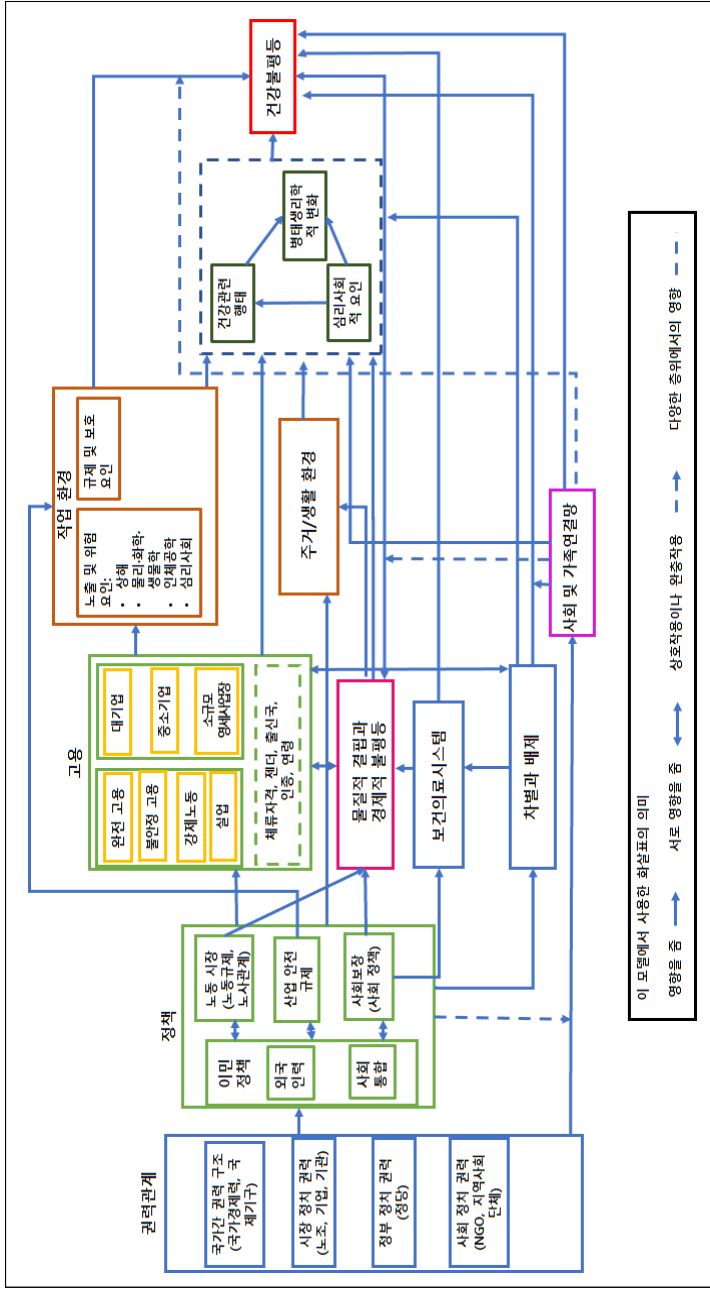 권력관계
국가간 권력 구조
(국가경제력, 국
제기구)
시장 정치 권력
(노조, 기업, 기관)
정부 정치 권력
(정당)
사회 정치 권력
(NGO, 지역사회
단체)
정책
이민
정책
외국
인력
사회
통합
노동 시장
(노동규제,
노사관계)
산업 안전
규제
사회보장
(사회 정책)
고용
완전 고용
불안정 고용
강제노동
실업
대기업
중소기업
소규모
영세사업장
체류자격, 젠더, 출신국,
인종, 연령
물질적 결핍과
경제적 불평등
보건의료시스템
차별과 배제
작업 환경
노출 및 위험
요인:
• 상해
• 물리·화학·
생물학
• 인체공학
• 심리사회
규제 및 보호
요인
주거/생활 환경
사회 및 가족연결망
건강관련
행태
심리사회
적 요인
병태생리학
적 변화
건강불평등
이 모델에서 사용한 화살표의 의미
영향을 줌
서로 영향을 줌
상호작용이나 완충작용
다양한 층위에서의 영향